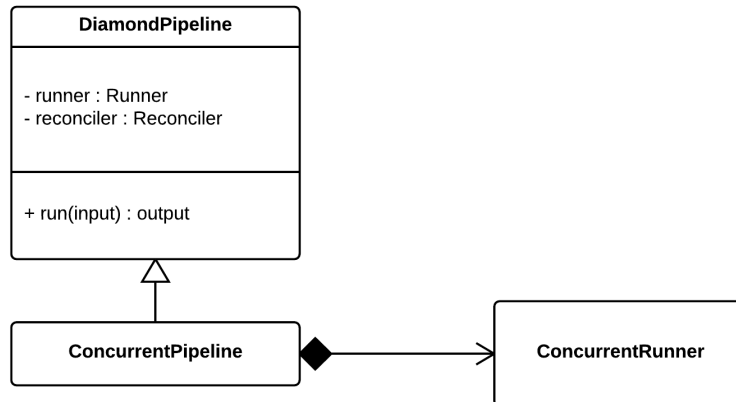 DiamondPipeline
- runner : Runner
- reconciler : Reconciler
+ run(input) : output
ConcurrentPipeline
ConcurrentRunner